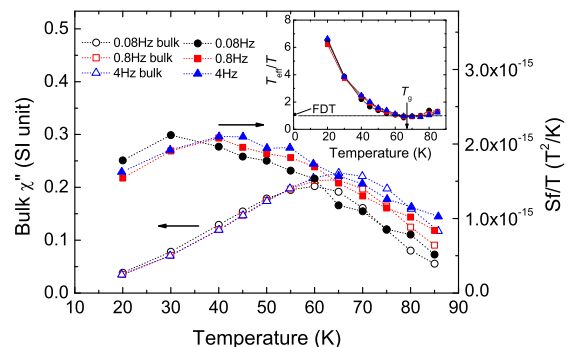 0.08Hz bulk 0.08Hz
0.8Hz bulk 0.8Hz
4Hz bulk 4Hz
Bulk χ" (SI unit)
0.5
0.4
0.3
0.2
0.1
0.0
10 20 30 40 50 60 70 80 90
Temperature (K)
Sf/T (T²/K)
3.0x10⁻¹⁵
2.0x10⁻¹⁵
1.0x10⁻¹⁵
0.0
T_eff/T
8
6
4
2
0
T_g
FDT
0 20 40 60 80
Temperature (K)